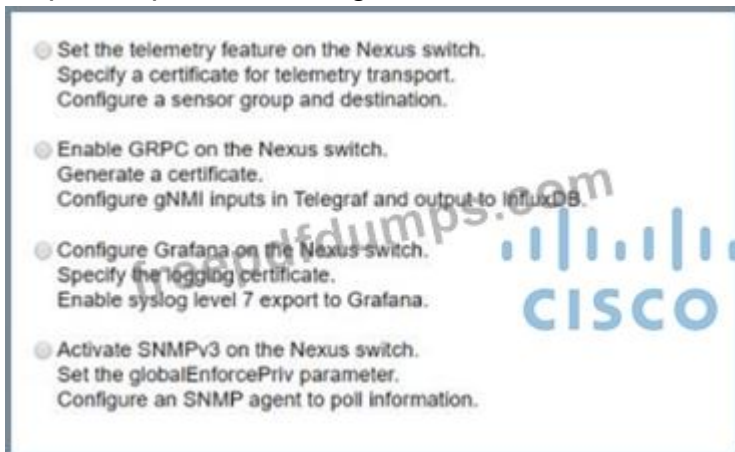 Set the telemetry feature on the Nexus switch.
Specify a certificate for telemetry transport.
Configure a sensor group and destination.
Enable GRPC on the Nexus switch.
Generate a certificate.
Configure gNMI inputs in Telegraf and output to InfluxDB.
Configure Grafana on the Nexus switch.
Specify the logging certificate.
Enable syslog level 7 export to Grafana.
Activate SNMPv3 on the Nexus switch.
Set the globalEnforcePriv parameter.
Configure an SNMP agent to poll information.
freepdfdumps.com
CISCO